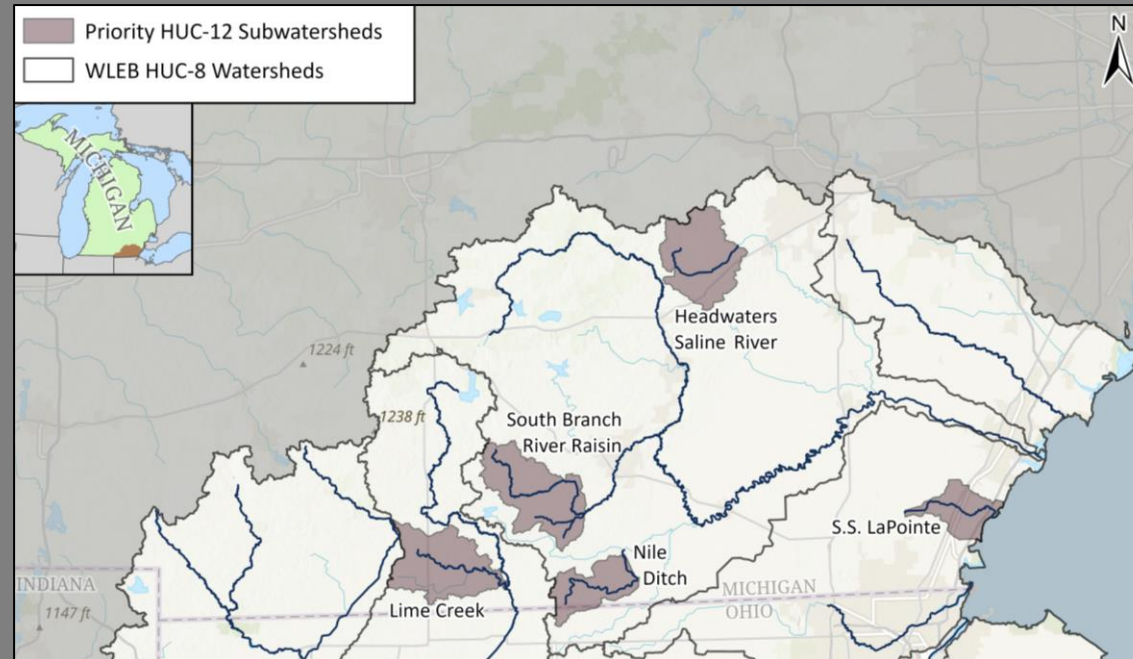 Priority HUC-12 Subwatersheds
WLEB HUC-8 Watersheds
N
MICHIGAN
Headwaters
Saline River
1224 ft
1238 ft
South Branch
River Raisin
S.S. LaPointe
Nile
Ditch
INDIANA
1147 ft
Lime Creek
MICHIGAN
OHIO